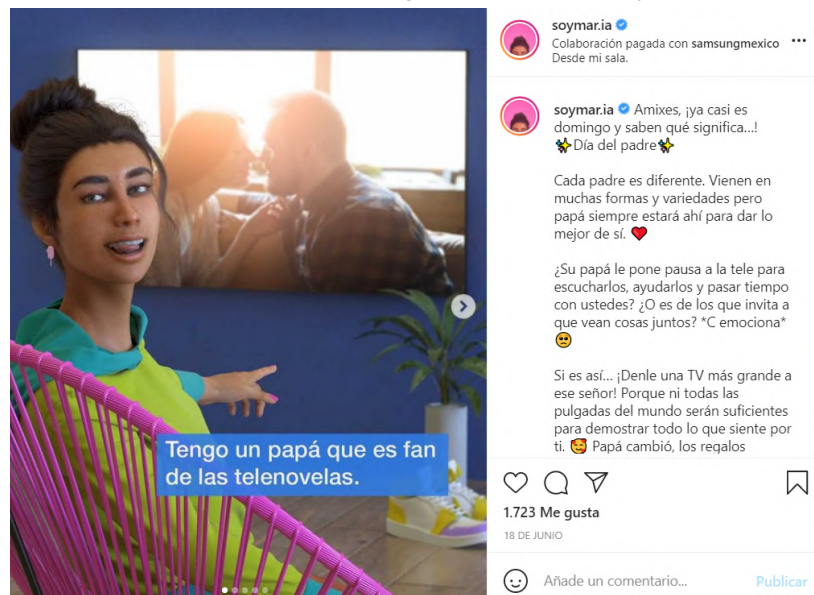 soymar.ia
Colaboración pagada con samsungmexico
Desde mi sala.
soymar.ia Amixes, ¡ya casi es
domingo y saben qué significa...!
✨Día del padre✨
Cada padre es diferente. Vienen en
muchas formas y variedades pero
papá siempre estará ahí para dar lo
mejor de sí. ❤️
¿Su papá le pone pausa a la tele para
escucharlos, ayudarlos y pasar tiempo
con ustedes? ¿O es de los que invita a
que vean cosas juntos? *C emociona*
🥺
Si es así... ¡Denle una TV más grande a
ese señor! Porque ni todas las
pulgadas del mundo serán suficientes
para demostrar todo lo que siente por
ti. 🥰 Papá cambió, los regalos
Tengo un papá que es fan
de las telenovelas.
1.723 Me gusta
18 DE JUNIO
Añade un comentario...
Publicar